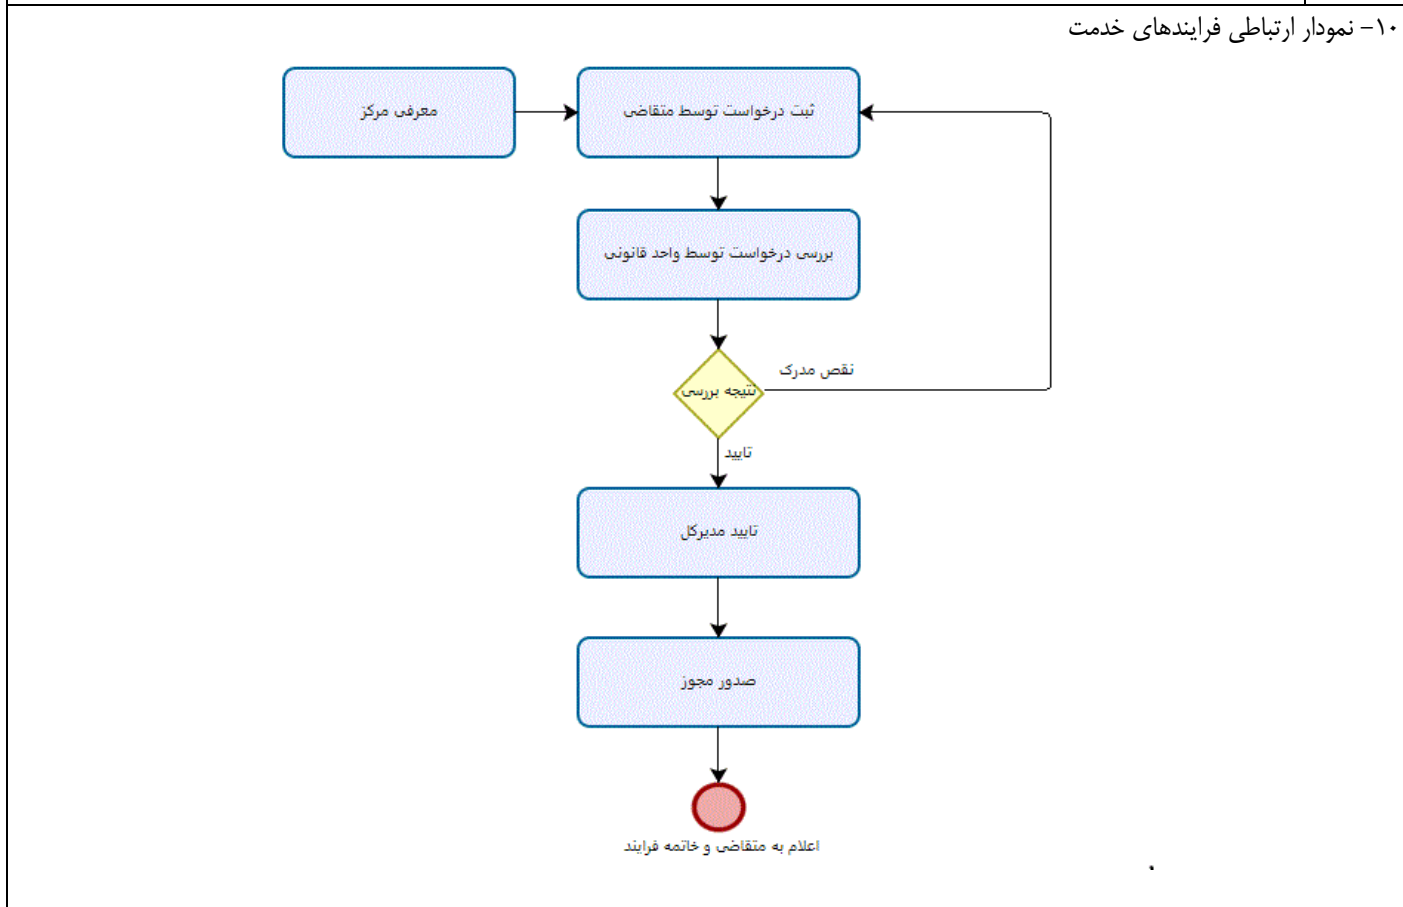 ۱۰- نمودار ارتباطی فرایندهای خدمت
معرفی مرکز
ثبت درخواست توسط متقاضی
بررسی درخواست توسط واحد قانونی
نتیجه بررسی
نقص مدرک
تایید
تایید مدیرکل
صدور مجوز
اعلام به متقاضی و خاتمه فرایند